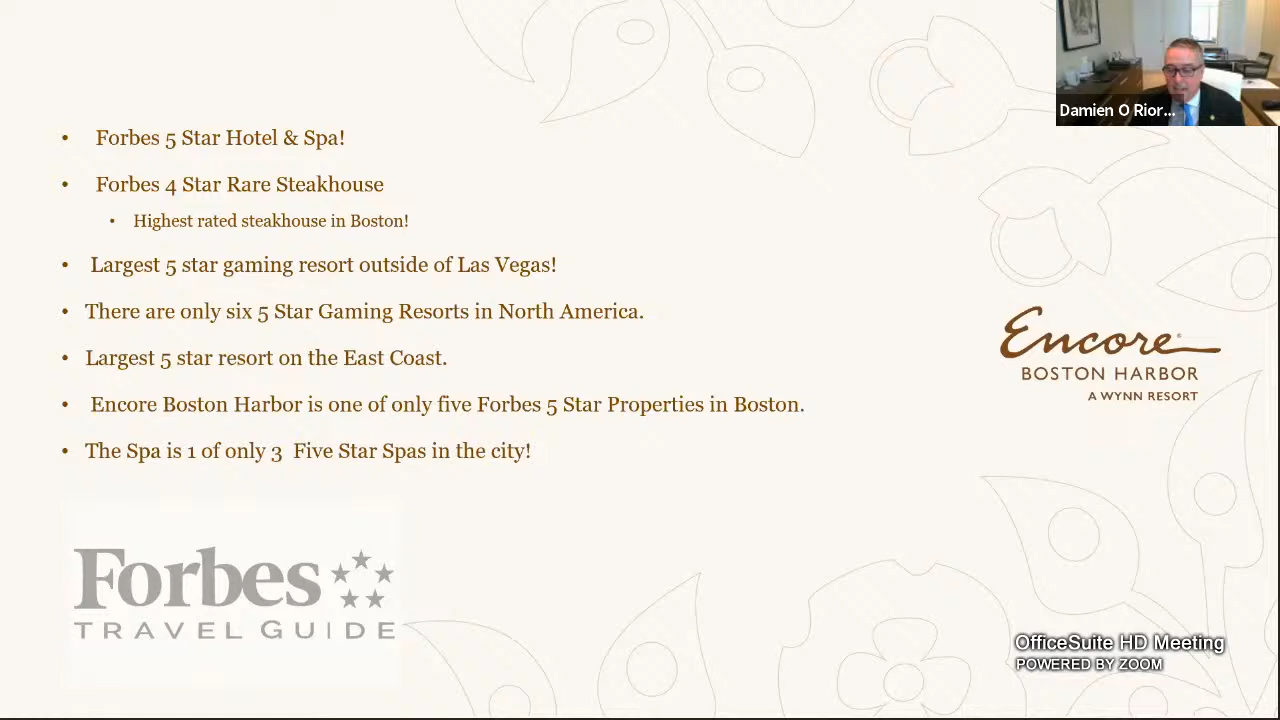 Damien O Rior...
• Forbes 5 Star Hotel & Spa!
• Forbes 4 Star Rare Steakhouse
• Highest rated steakhouse in Boston!
• Largest 5 star gaming resort outside of Las Vegas!
• There are only six 5 Star Gaming Resorts in North America.
• Largest 5 star resort on the East Coast.
• Encore Boston Harbor is one of only five Forbes 5 Star Properties in Boston.
• The Spa is 1 of only 3  Five Star Spas in the city!
Encore®
BOSTON HARBOR
A WYNN RESORT
Forbes
TRAVEL GUIDE
OfficeSuite HD Meeting
POWERED BY ZOOM